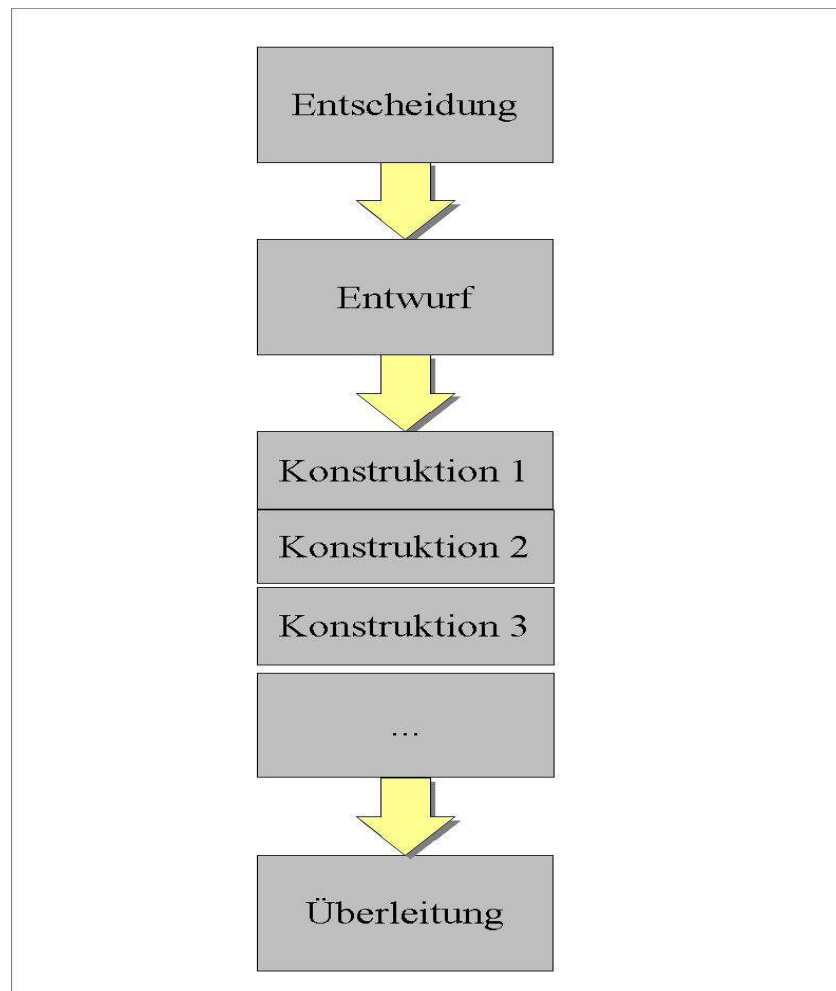 Entscheidung
Entwurf
Konstruktion 1
Konstruktion 2
Konstruktion 3
...
Überleitung